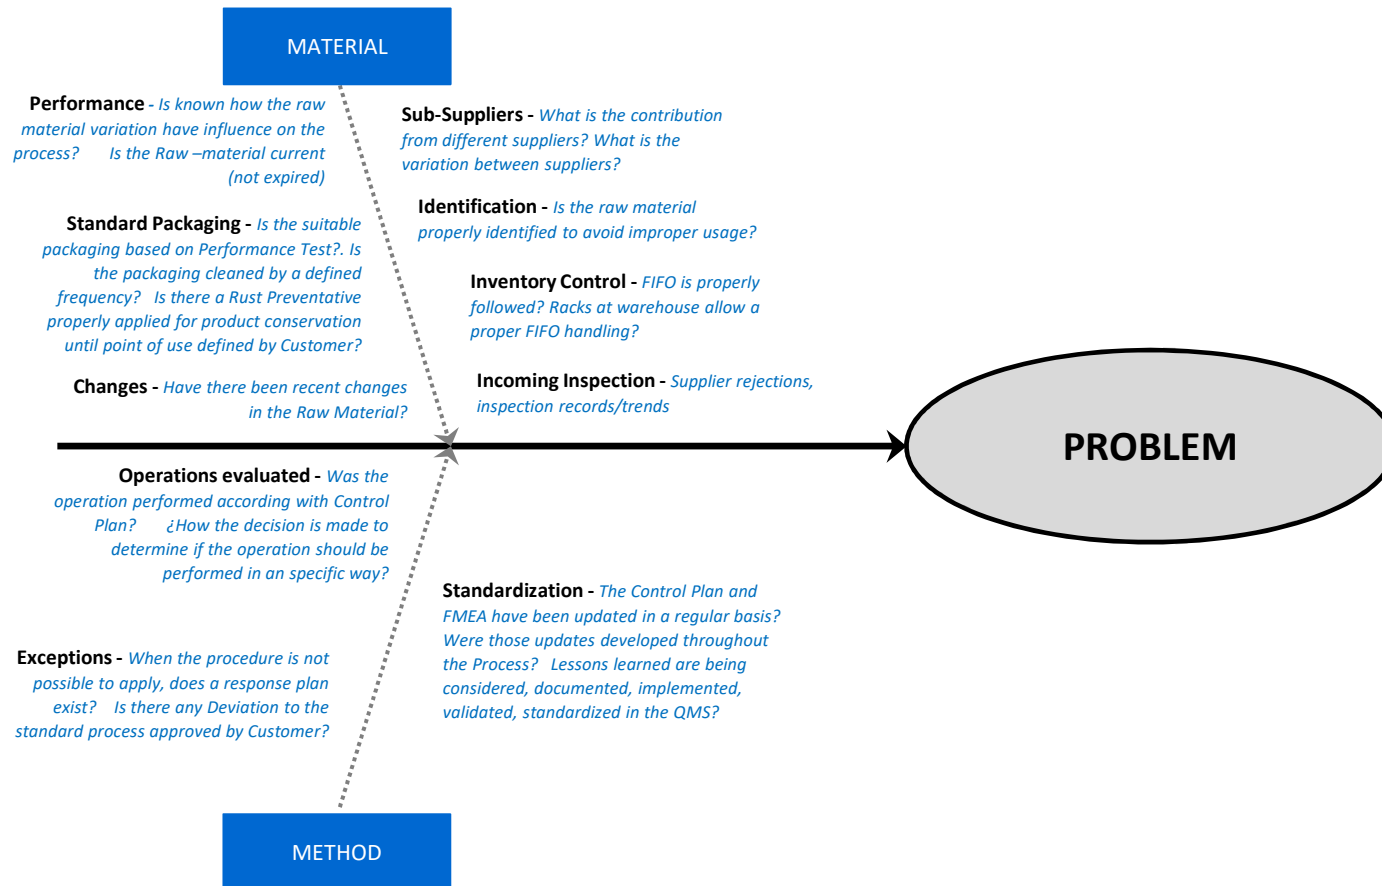 MATERIAL
Performance - Is known how the raw
material variation have influence on the
process? Is the Raw –material current
(not expired)
Sub-Suppliers - What is the contribution
from different suppliers? What is the
variation between suppliers?
Standard Packaging - Is the suitable
packaging based on Performance Test?. Is
the packaging cleaned by a defined
frequency? Is there a Rust Preventative
properly applied for product conservation
until point of use defined by Customer?
Identification - Is the raw material
properly identified to avoid improper usage?
Inventory Control - FIFO is properly
followed? Racks at warehouse allow a
proper FIFO handling?
Changes - Have there been recent changes
in the Raw Material?
Incoming Inspection - Supplier rejections,
inspection records/trends
PROBLEM
Operations evaluated - Was the
operation performed according with Control
Plan? ¿How the decision is made to
determine if the operation should be
performed in an specific way?
Standardization - The Control Plan and
FMEA have been updated in a regular basis?
Were those updates developed throughout
the Process? Lessons learned are being
considered, documented, implemented,
validated, standardized in the QMS?
Exceptions - When the procedure is not
possible to apply, does a response plan
exist? Is there any Deviation to the
standard process approved by Customer?
METHOD